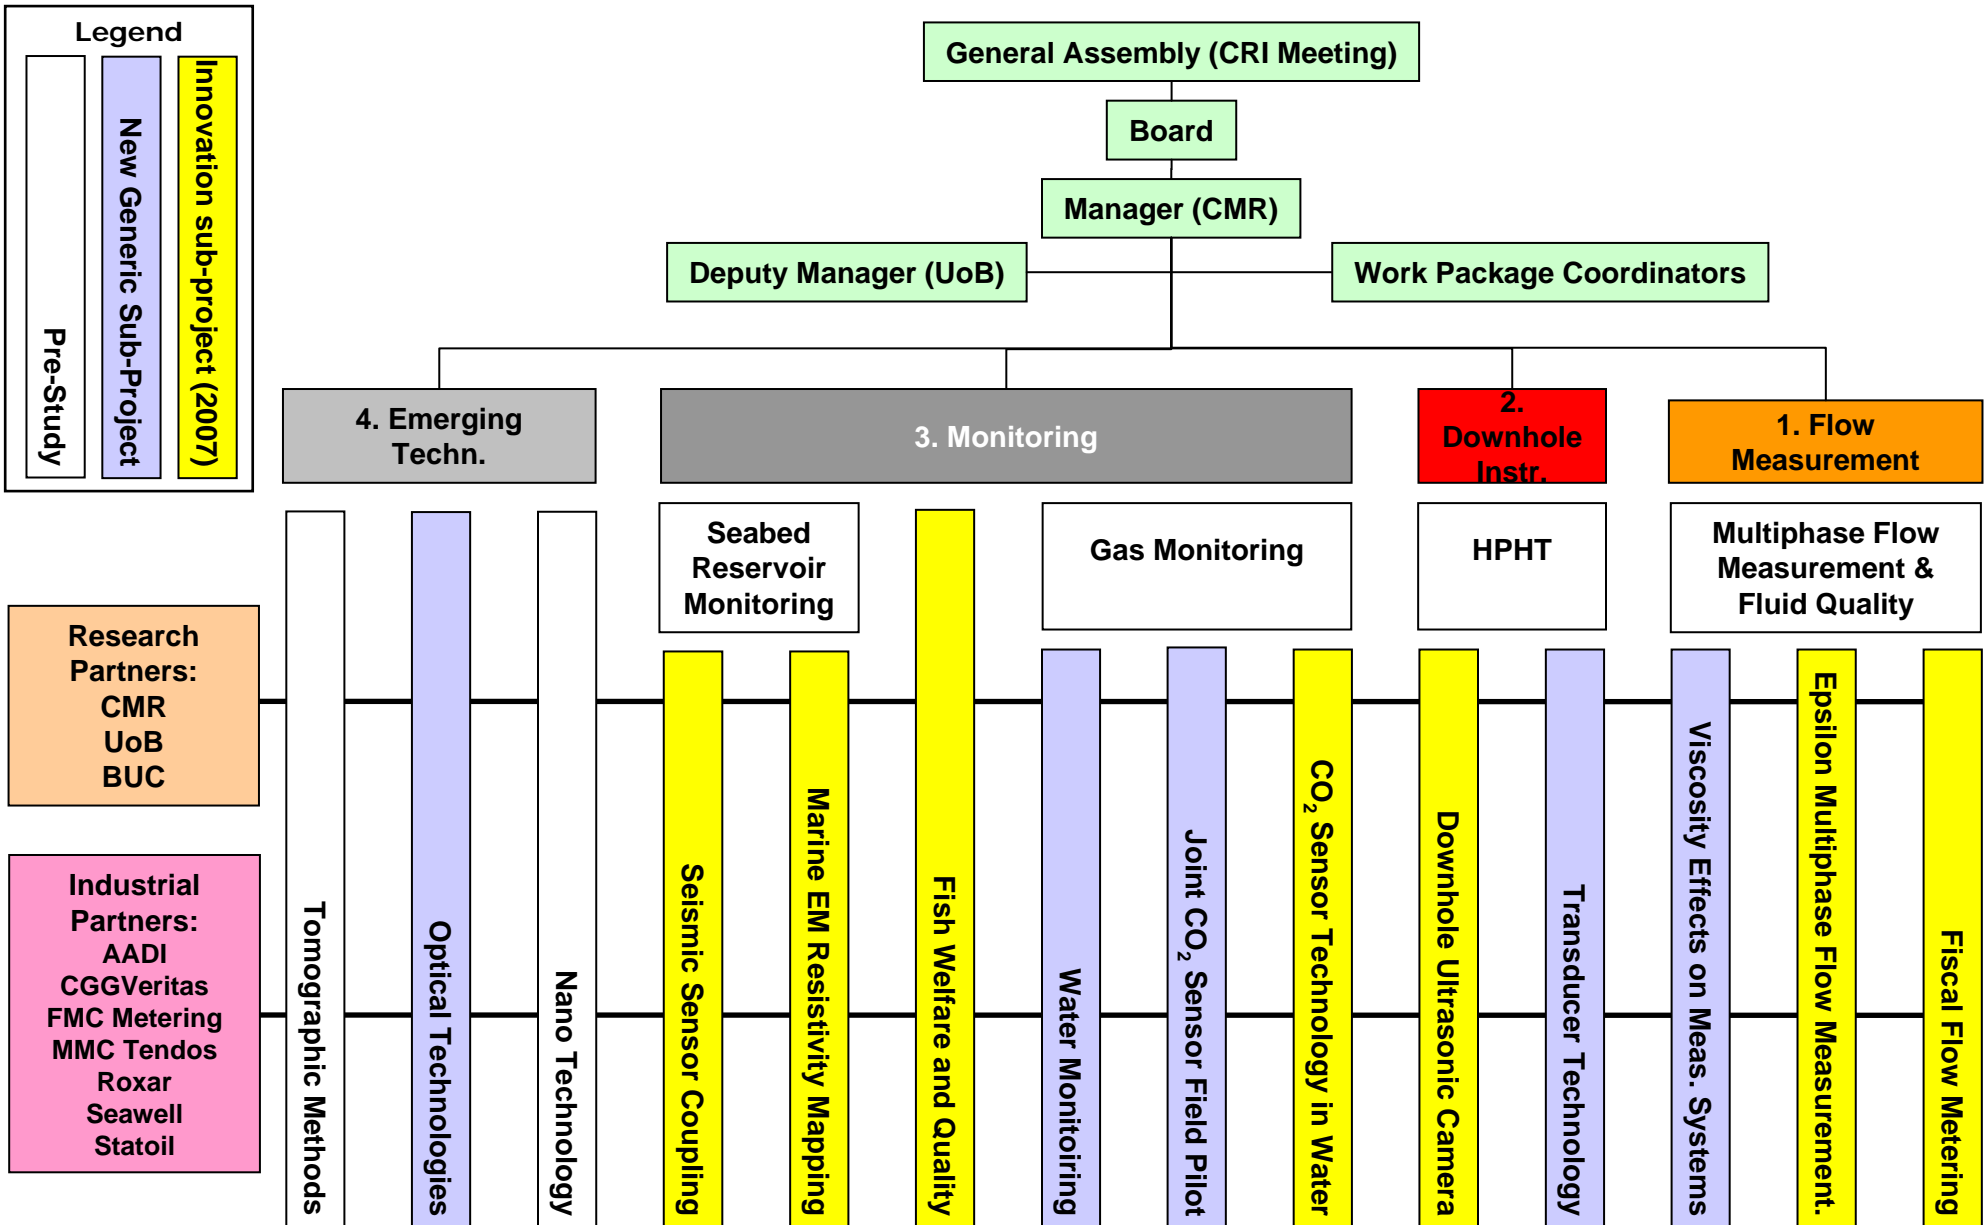 Legend
Pre-Study
New Generic Sub-Project
Innovation sub-project (2007)
General Assembly (CRI Meeting)
Board
Manager (CMR)
Deputy Manager (UoB)
Work Package Coordinators
4. Emerging
Techn.
3. Monitoring
2.
Downhole
Instr.
1. Flow
Measurement
Seabed
Reservoir
Monitoring
Gas Monitoring
HPHT
Multiphase Flow
Measurement &
Fluid Quality
Research
Partners:
CMR
UoB
BUC
Industrial
Partners:
AADI
CGGVeritas
FMC Metering
MMC Tendos
Roxar
Seawell
Statoil
Tomographic Methods
Optical Technologies
Nano Technology
Seismic Sensor Coupling
Marine EM Resistivity Mapping
Fish Welfare and Quality
Water Monitoiring
Joint CO₂ Sensor Field Pilot
CO₂ Sensor Technology in Water
Downhole Ultrasonic Camera
Transducer Technology
Viscosity Effects on Meas. Systems
Epsilon Multiphase Flow Measurement.
Fiscal Flow Metering